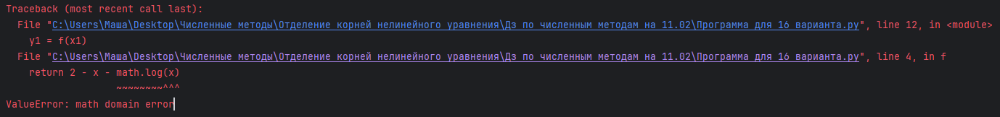 Traceback (most recent call last):
File "C:\Users\Маша\Desktop\Численные методы\Отделение корней нелинейного уравнения\Дз по численным методам на 11.02\Программа для 16 варианта.py", line 12, in <module>
y1 = f(x1)
File "C:\Users\Маша\Desktop\Численные методы\Отделение корней нелинейного уравнения\Дз по численным методам на 11.02\Программа для 16 варианта.py", line 4, in f
return 2 - x - math.log(x)
~~~~~~~~^^^
ValueError: math domain error